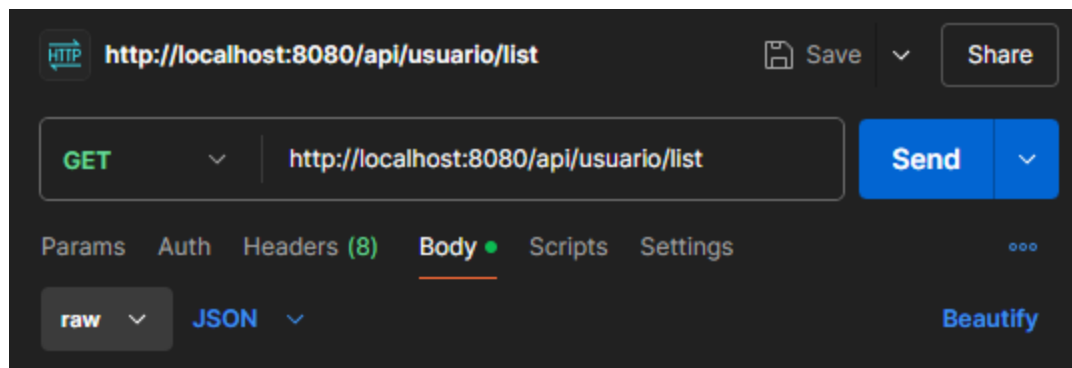 HTTP http://localhost:8080/api/usuario/list Save Share
GET http://localhost:8080/api/usuario/list Send
Params Auth Headers (8) Body Scripts Settings
raw JSON Beautify